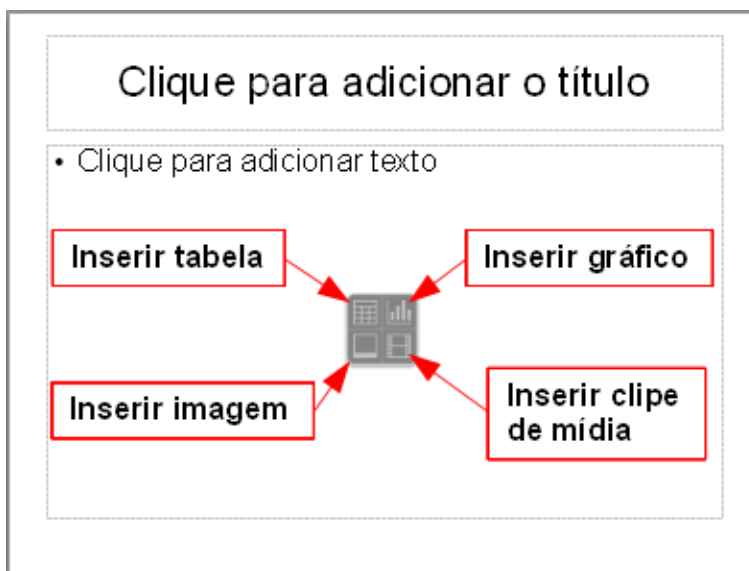 Clique para adicionar o título
• Clique para adicionar texto
Inserir tabela
Inserir gráfico
Inserir imagem
Inserir clipe
de mídia